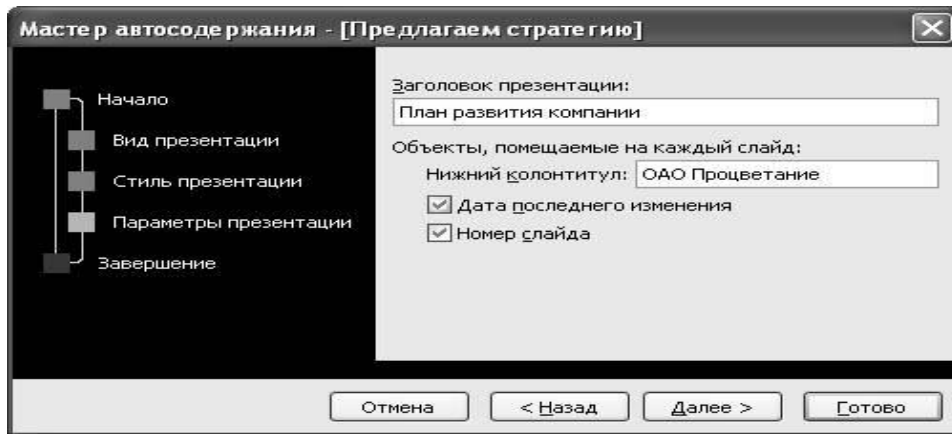 Мастер автосодержания - [Предлагаем стратегию]
Начало
Вид презентации
Стиль презентации
Параметры презентации
Завершение
Заголовок презентации:
План развития компании
Объекты, помещаемые на каждый слайд:
Нижний колонтитул: ОАО Процветание
Дата последнего изменения
Номер слайда
Отмена < Назад Далее > Готово